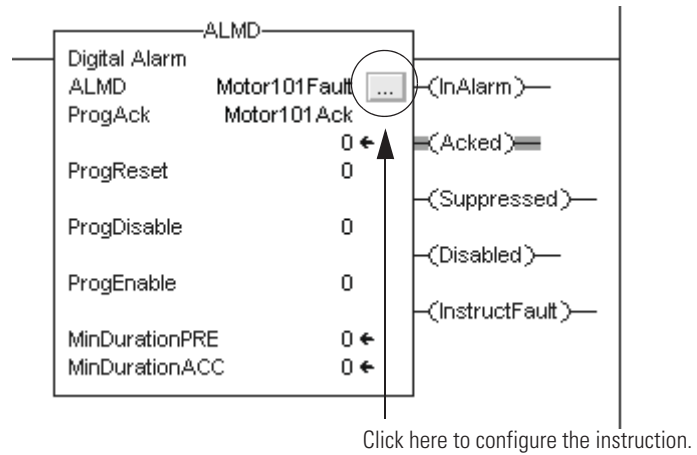 ALMD
Digital Alarm
ALMD Motor101Fault ... (InAlarm)
ProgAck Motor101Ack
0 ← (Acked)
ProgReset 0
(Suppressed)
ProgDisable 0
(Disabled)
ProgEnable 0
(InstructFault)
MinDurationPRE 0 ←
MinDurationACC 0 ←
Click here to configure the instruction.